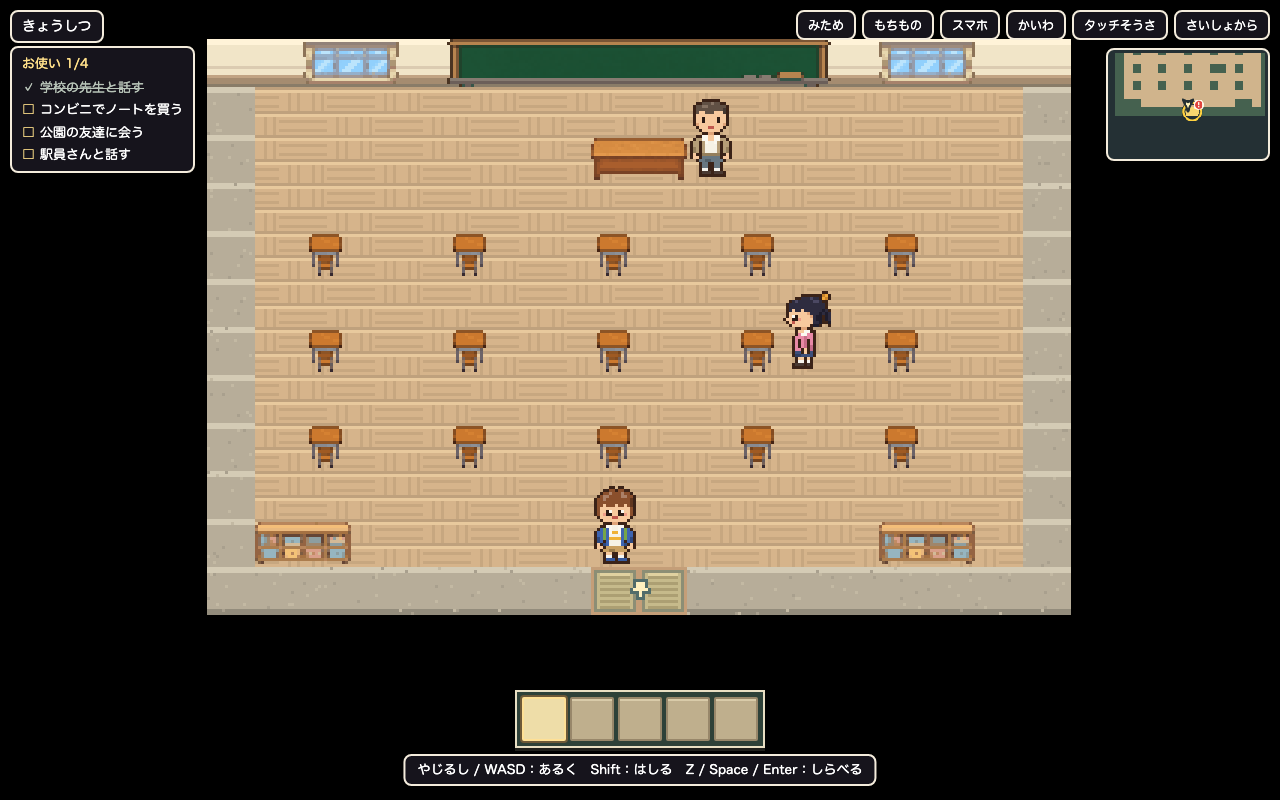 きょうしつ
みため
もちもの
スマホ
かいわ
タッチそうさ
さいしょから
お使い 1/4
✓ 学校の先生と話す
☐ コンビニでノートを買う
☐ 公園の友達に会う
☐ 駅員さんと話す
やじるし / WASD：あるく　Shift：はしる　Z / Space / Enter：しらべる